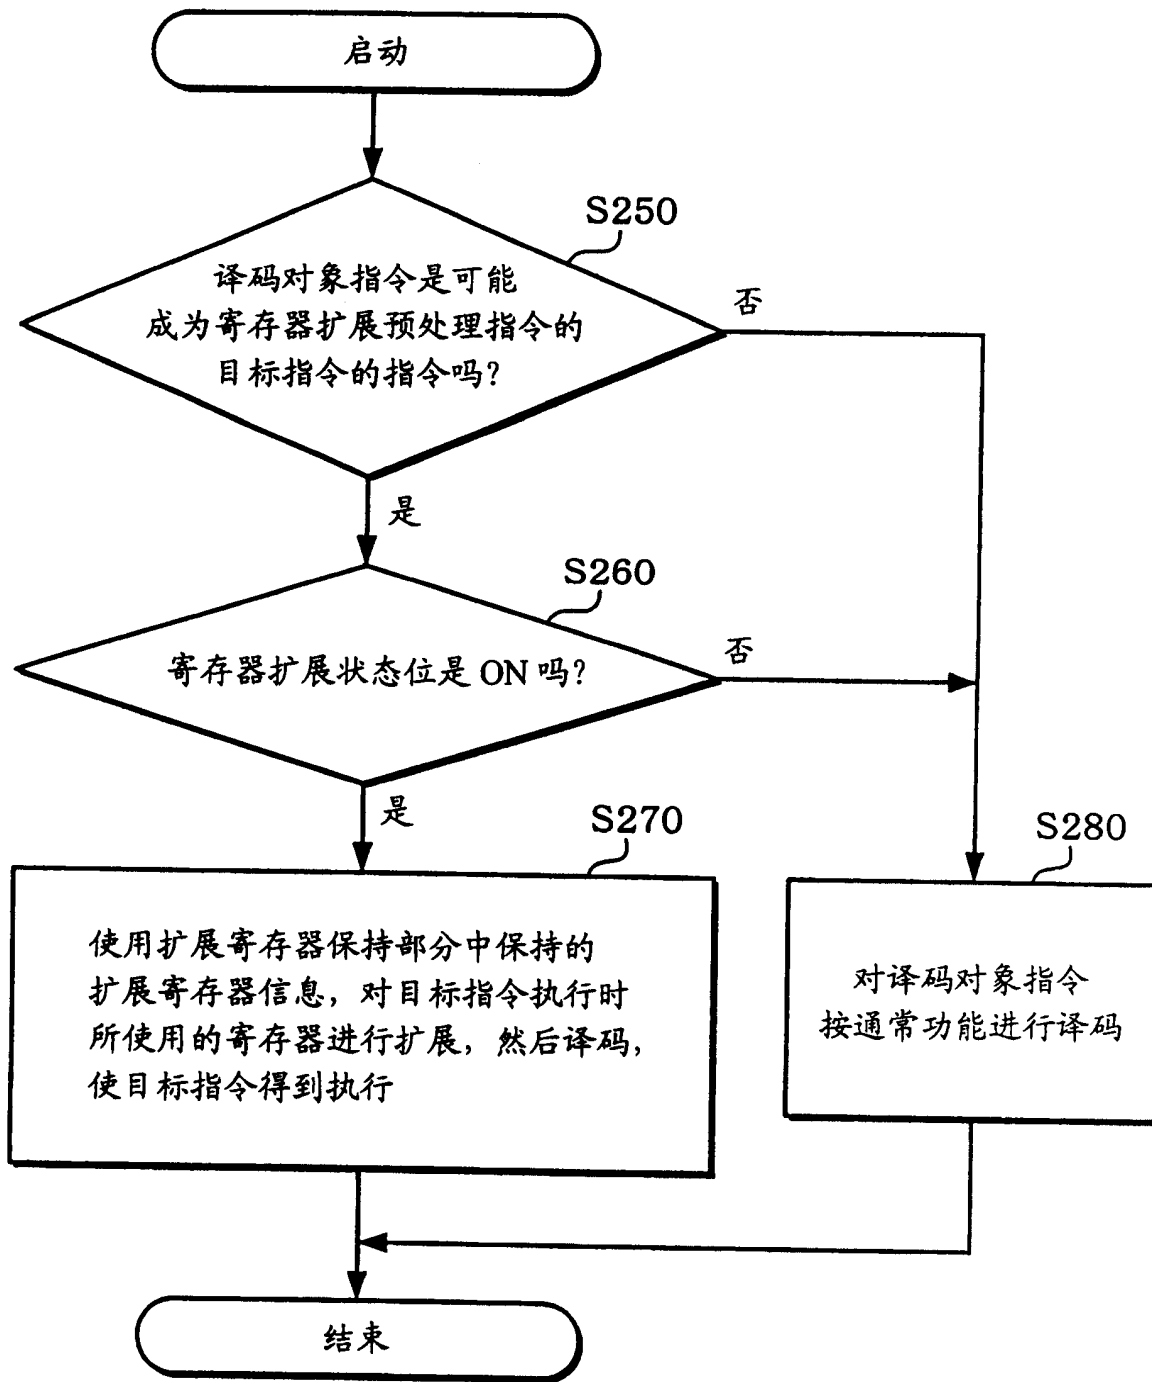 启动
S250
译码对象指令是可能
成为寄存器扩展预处理指令的
目标指令的指令吗？
否
是
S260
寄存器扩展状态位是 ON 吗？
否
是
S270
使用扩展寄存器保持部分中保持的
扩展寄存器信息，对目标指令执行时
所使用的寄存器进行扩展，然后译码，
使目标指令得到执行
S280
对译码对象指令
按通常功能进行译码
结束